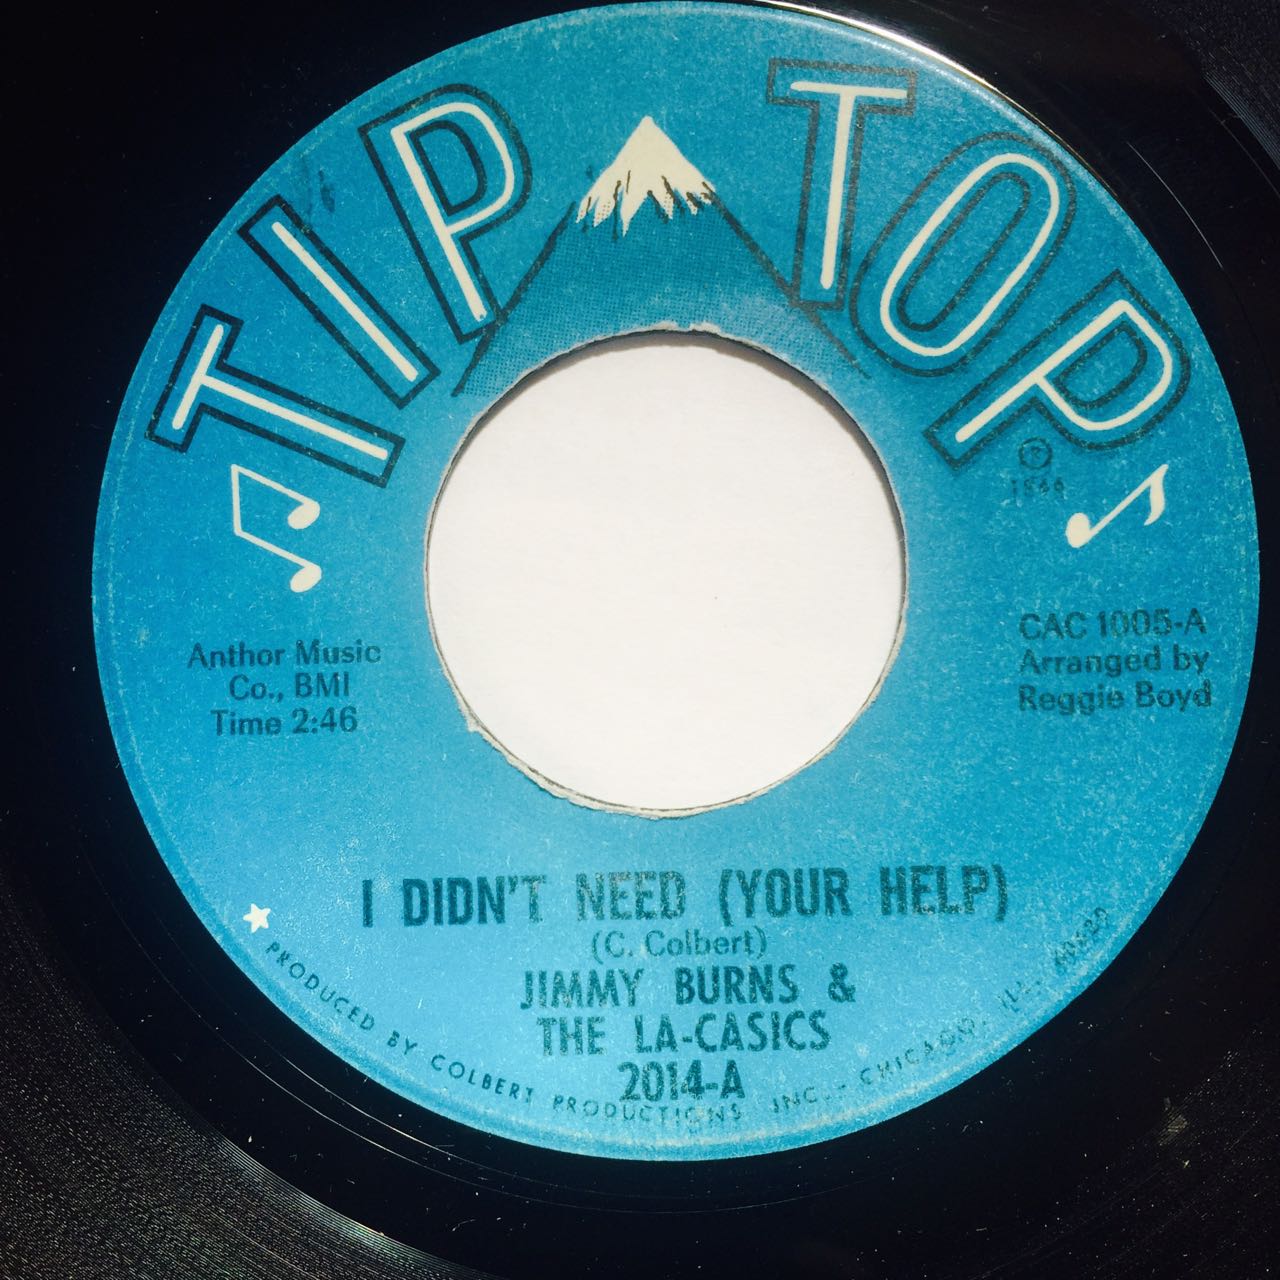 TIP TOP
℗
Anthor Music
Co., BMI
Time 2:46
CAC 1005-A
Arranged by
Reggie Boyd
I DIDN'T NEED (YOUR HELP)
(C. Colbert)
JIMMY BURNS &
THE LA-CASICS
2014-A
PRODUCED BY COLBERT PRODUCTIONS INC., CHICAGO, ILL. 60620